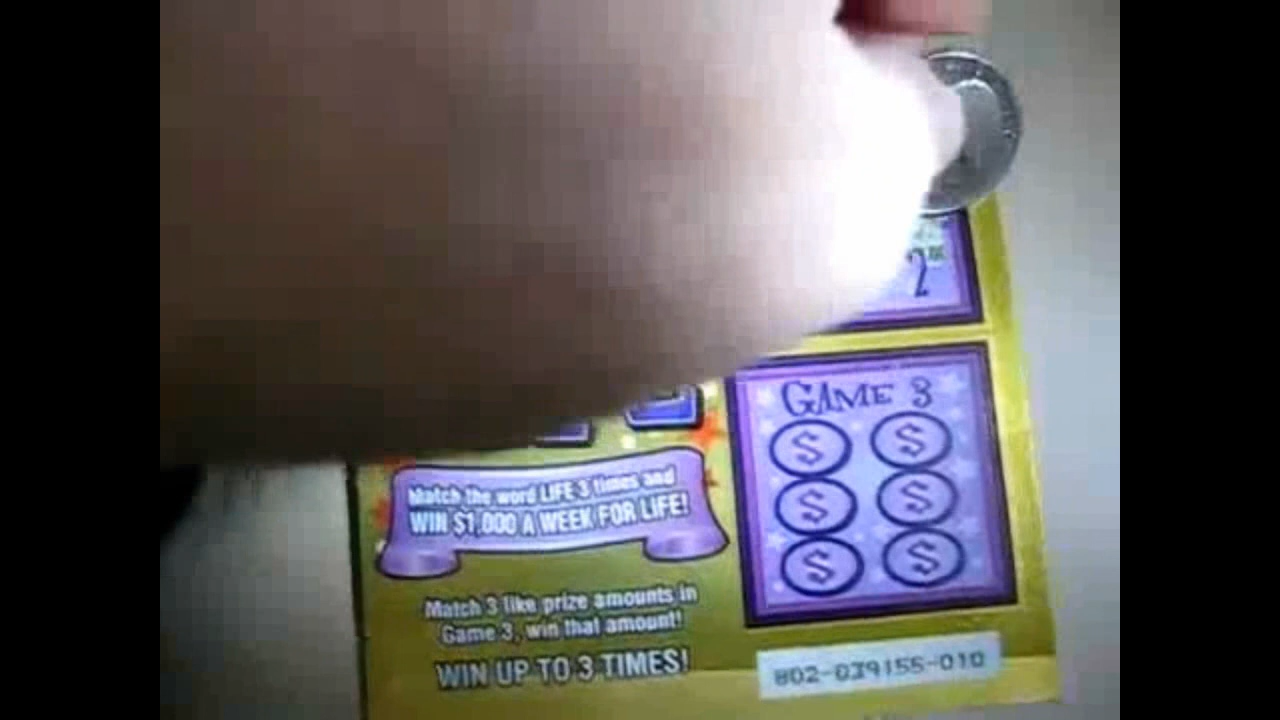 2
GAME 3
$ $
$ $
$ $
Match the word LIFE 3 times and
WIN $1,000 A WEEK FOR LIFE!
Match 3 like prize amounts in
Game 3, win that amount!
WIN UP TO 3 TIMES!
802-039155-010